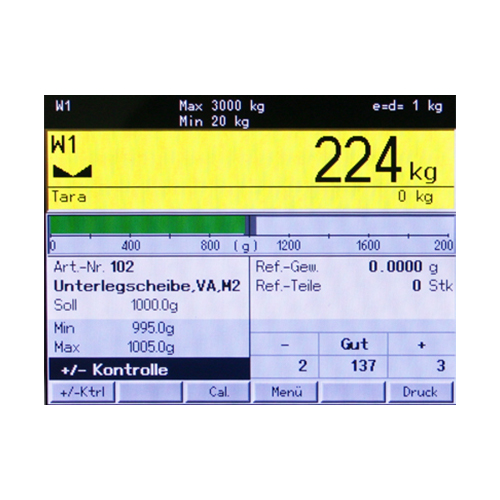 W1 Max 3000 kg e=d= 1 kg
Min 20 kg
W1
224 kg
Tara 0 kg
0 400 800 (g) 1200 1600 200
Art.-Nr. 102 Ref.-Gew. 0.0000 g
Unterlegscheibe,VA,M2 Ref.-Teile 0 Stk
Soll 1000.0g
Min 995.0g
Max 1005.0g - Gut +
+/- Kontrolle 2 137 3
+/-Ktrl Cal. Menü Druck